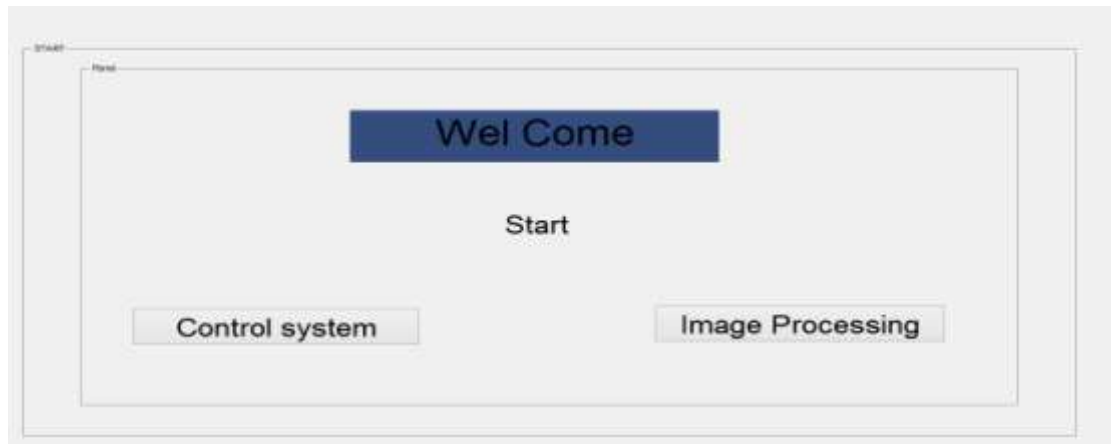 START
Panel
Wel Come
Start
Control system
Image Processing